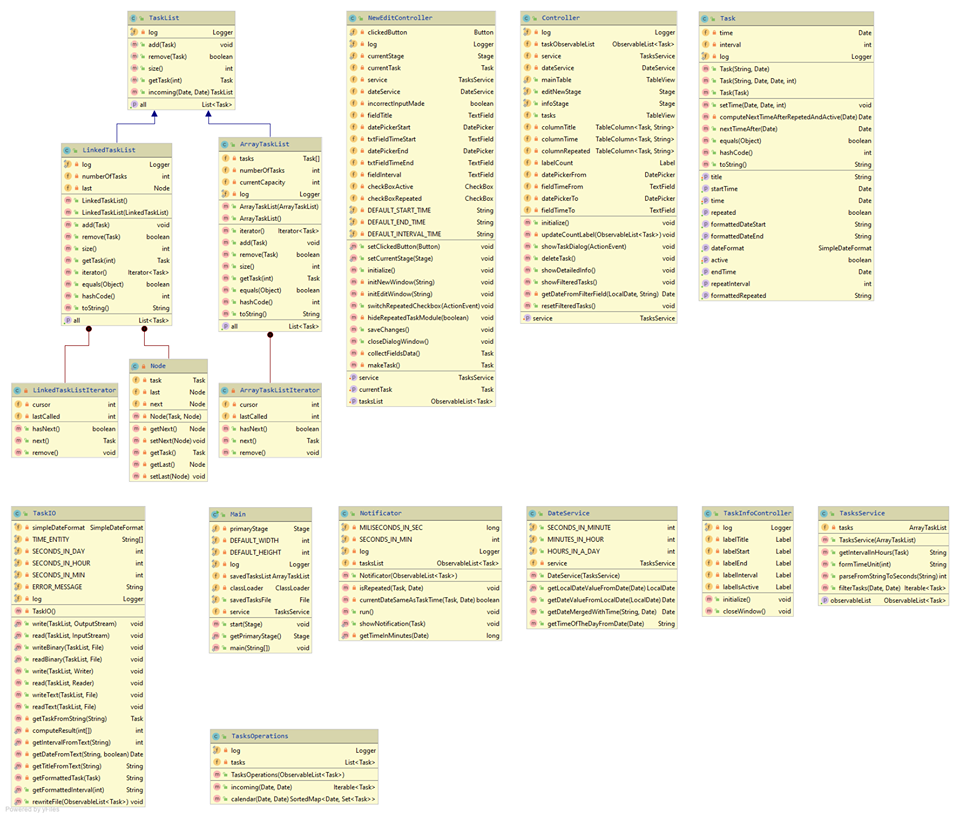 TaskList
log Logger
add(Task) void
remove(Task) boolean
size() int
getTask(int) Task
incoming(Date, Date) TaskList
all List<Task>
NewEditController
clickedButton Button
log Logger
currentStage Stage
currentTask Task
service TasksService
dateService DateService
incorrectInputMade boolean
fieldTitle TextField
datePickerStart DatePicker
txtFieldTimeStart TextField
datePickerEnd DatePicker
txtFieldTimeEnd TextField
fieldInterval TextField
checkBoxActive CheckBox
checkBoxRepeated CheckBox
DEFAULT_START_TIME String
DEFAULT_END_TIME String
DEFAULT_INTERVAL_TIME String
setClickedButton(Button) void
setCurrentStage(Stage) void
initialize() void
initNewWindow(String) void
initEditWindow(String) void
switchRepeatedCheckbox(ActionEvent) void
hideRepeatedTaskModule(boolean) void
saveChanges() void
closeDialogWindow() void
collectFieldsData() Task
makeTask() Task
service TasksService
currentTask Task
tasksList ObservableList<Task>
Controller
log Logger
taskObservableList ObservableList<Task>
service TasksService
dateService DateService
mainTable TableView
editNewStage Stage
infoStage Stage
tasks TableView
columnTitle TableColumn<Task, String>
columnTime TableColumn<Task, String>
columnRepeated TableColumn<Task, String>
labelCount Label
datePickerFrom DatePicker
fieldTimeFrom TextField
datePickerTo DatePicker
fieldTimeTo TextField
initialize() void
updateCountLabel(ObservableList<Task>) void
showTaskDialog(ActionEvent) void
deleteTask() void
showDetailedInfo() void
showFilteredTasks() void
getDateFromFilterField(LocalDate, String) Date
resetFilteredTasks() void
service TasksService
Task
time Date
interval int
log Logger
Task(String, Date)
Task(String, Date, Date, int)
Task(Task)
setTime(Date, Date, int) void
computeNextTimeAfterRepetedAndActive(Date) Date
nextTimeAfter(Date) Date
equals(Object) boolean
hashCode() int
toString() String
title String
startTime Date
time Date
repeated boolean
formattedDateStart String
formattedDateEnd String
dateFormat SimpleDateFormat
active boolean
endTime Date
repeatInterval int
formattedRepeated String
LinkedTaskList
log Logger
numberOfTasks int
last Node
LinkedTaskList()
LinkedTaskList(LinkedTaskList)
add(Task) void
remove(Task) boolean
size() int
getTask(int) Task
iterator() Iterator<Task>
equals(Object) boolean
hashCode() int
toString() String
all List<Task>
ArrayTaskList
tasks Task[]
numberOfTasks int
currentCapacity int
log Logger
ArrayTaskList(ArrayTaskList)
ArrayTaskList()
iterator() Iterator<Task>
add(Task) void
remove(Task) boolean
size() int
getTask(int) Task
equals(Object) boolean
hashCode() int
toString() String
all List<Task>
LinkedTaskListIterator
cursor int
lastCalled int
hasNext() boolean
next() Task
remove() void
Node
task Task
last Node
next Node
Node(Task, Node)
getNext() Node
setNext(Node) void
getTask() Task
getLast() Node
setLast(Node) void
ArrayTaskListIterator
cursor int
lastCalled int
hasNext() boolean
next() Task
remove() void
TaskIO
simpleDateFormat SimpleDateFormat
TIME_ENTITY String[]
SECONDS_IN_DAY int
SECONDS_IN_HOUR int
SECONDS_IN_MIN int
ERROR_MESSAGE String
log Logger
TaskIO()
write(TaskList, OutputStream) void
read(TaskList, InputStream) void
writeBinary(TaskList, File) void
readBinary(TaskList, File) void
write(TaskList, Writer) void
read(TaskList, Reader) void
writeText(TaskList, File) void
readText(TaskList, File) void
getTaskFromString(String) Task
computeResult(int[]) int
getIntervalFromText(String) int
getDateFromText(String, boolean) Date
getTitleFromText(String) String
getFormattedTask(Task) String
getFormattedInterval(int) String
rewriteFile(ObservableList<Task>) void
Powered by yFiles
Main
primaryStage Stage
DEFAULT_WIDTH int
DEFAULT_HEIGHT int
log Logger
savedTasksList ArrayTaskList
classLoader ClassLoader
savedTasksFile File
service TasksService
start(Stage) void
getPrimaryStage() Stage
main(String[]) void
Notificator
MILISECONDS_IN_SEC long
SECONDS_IN_MIN int
log Logger
tasksList ObservableList<Task>
Notificator(ObservableList<Task>)
isRepeated(Task, Date) void
currentDateSameAsTaskTime(Task, Date) boolean
run() void
showNotification(Task) void
getTimeInMinutes(Date) long
DateService
SECONDS_IN_MINUTE int
MINUTES_IN_HOUR int
HOURS_IN_A_DAY int
service TasksService
DateService(TasksService)
getLocalDateValueFromDate(Date) LocalDate
getDateValueFromLocalDate(LocalDate) Date
getDateMergedWithTime(String, Date) Date
getTimeOfTheDayFromDate(Date) String
TaskInfoController
log Logger
labelTitle Label
labelStart Label
labelEnd Label
labelInterval Label
labelIsActive Label
initialize() void
closeWindow() void
TasksService
tasks ArrayTaskList
TasksService(ArrayTaskList)
getIntervalInHours(Task) String
formTimeUnit(int) String
parseFromStringToSeconds(String) int
filterTasks(Date, Date) Iterable<Task>
observableList ObservableList<Task>
TasksOperations
log Logger
tasks List<Task>
TasksOperations(ObservableList<Task>)
incoming(Date, Date) Iterable<Task>
calendar(Date, Date) SortedMap<Date, Set<Task>>